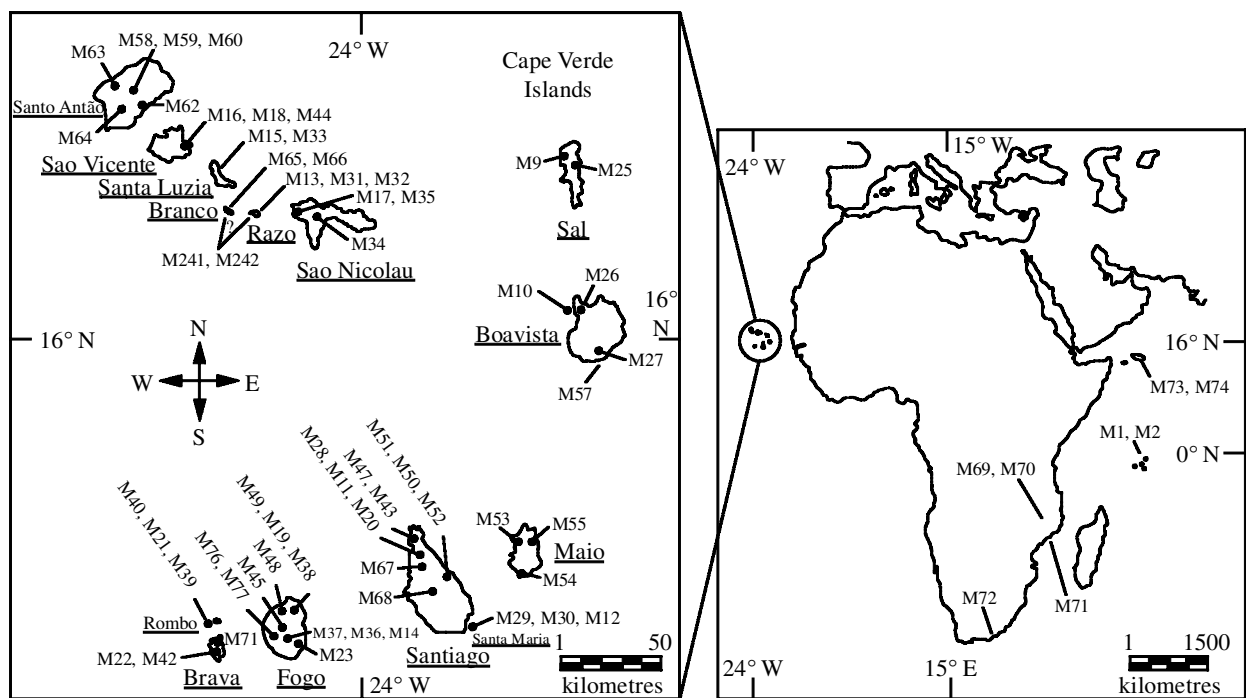 24° W
Cape Verde
Islands
M58, M59, M60
M63
Santo Antão
M62
M64
M16, M18, M44
Sao Vicente
M15, M33
Santa Luzia
M65, M66
Branco
M13, M31, M32
M17, M35
?
Razo
M34
M241, M242
Sao Nicolau
M9
M25
Sal
M26
M10
16°
N
Boavista
16° N
M27
M57
N
W
E
S
M51, M50, M52
M47, M43
M28, M11, M20
M53
M55
Maio
M54
M67
M68
M29, M30, M12
Santa Maria
Santiago
M49, M19, M38
M48
M45
M76, M77
M40, M21, M39
Rombo
M71
M22, M42
Brava
M37, M36, M14
M23
Fogo
24° W
1
50
kilometres
24° W
15° W
16° N
M73, M74
M1, M2
0° N
M69, M70
M71
M72
24° W
15° E
1
1500
kilometres